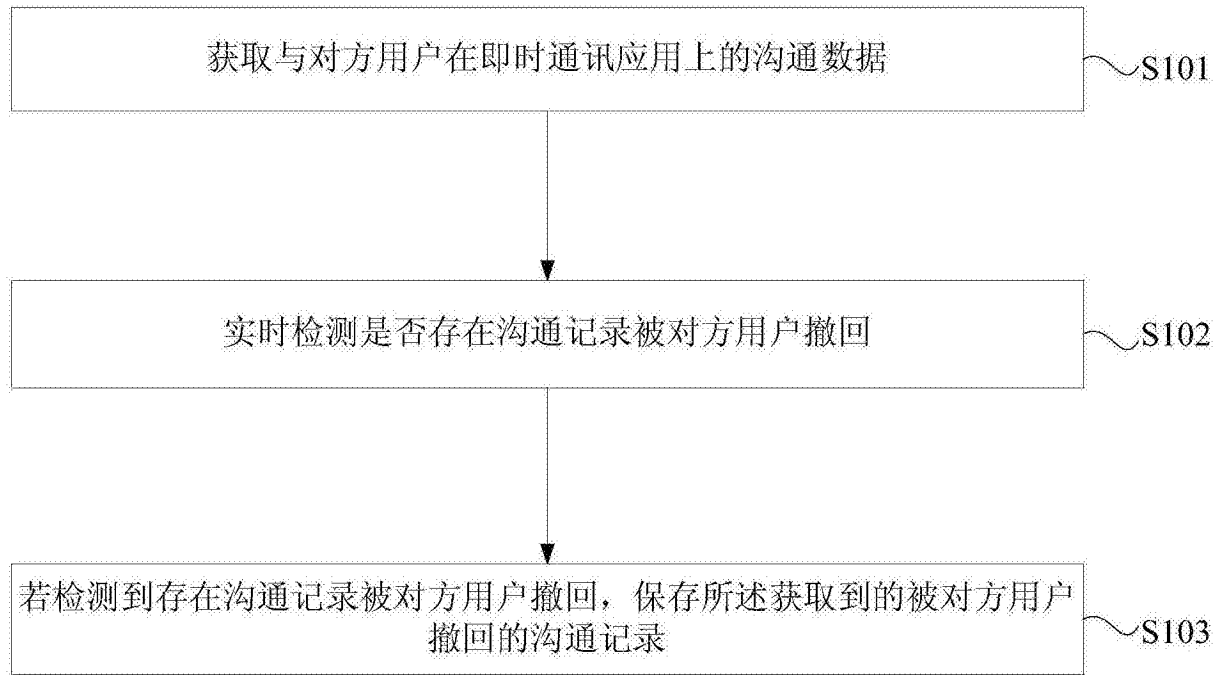 获取与对方用户在即时通讯应用上的沟通数据
S101
实时检测是否存在沟通记录被对方用户撤回
S102
若检测到存在沟通记录被对方用户撤回，保存所述获取到的被对方用户
撤回的沟通记录
S103